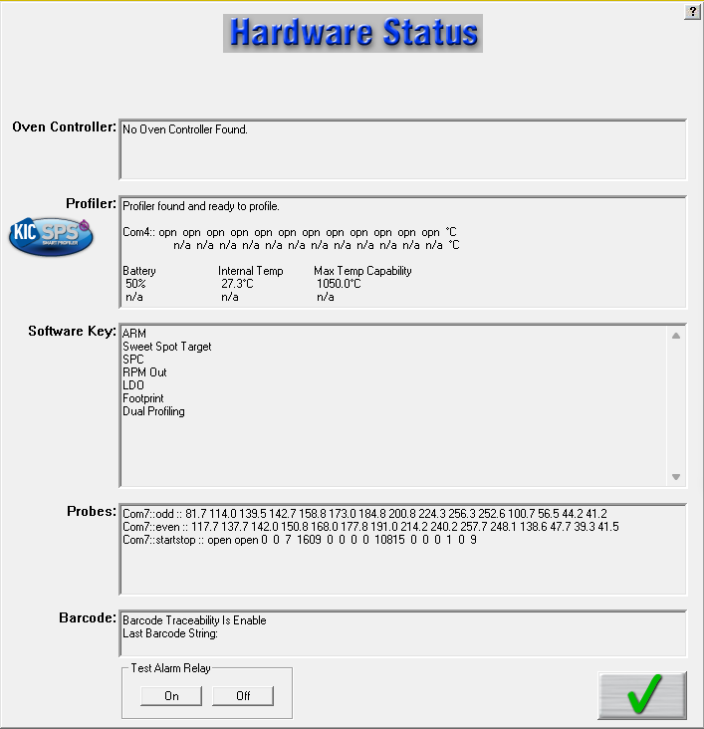 ?
Hardware Status
Oven Controller: No Oven Controller Found.
Profiler: Profiler found and ready to profile.
KIC SPS
SMART PROFILER
Com4:: opn opn opn opn opn opn opn opn opn opn opn opn °C
n/a n/a n/a n/a n/a n/a n/a n/a n/a n/a n/a n/a °C
Battery Internal Temp Max Temp Capability
50% 27.3°C 1050.0°C
n/a n/a n/a
Software Key: ARM
Sweet Spot Target
SPC
RPM Out
LDO
Footprint
Dual Profiling
Probes: Com7::odd :: 81.7 114.0 139.5 142.7 158.8 173.0 184.8 200.8 224.3 256.3 252.6 100.7 56.5 44.2 41.2
Com7::even :: 117.7 137.7 142.0 150.8 168.0 177.8 191.0 214.2 240.2 257.7 248.1 138.6 47.7 39.3 41.5
Com7::startstop :: open open 0 0 7 1609 0 0 0 0 10815 0 0 0 1 0 9
Barcode: Barcode Traceability Is Enable
Last Barcode String:
Test Alarm Relay
On Off